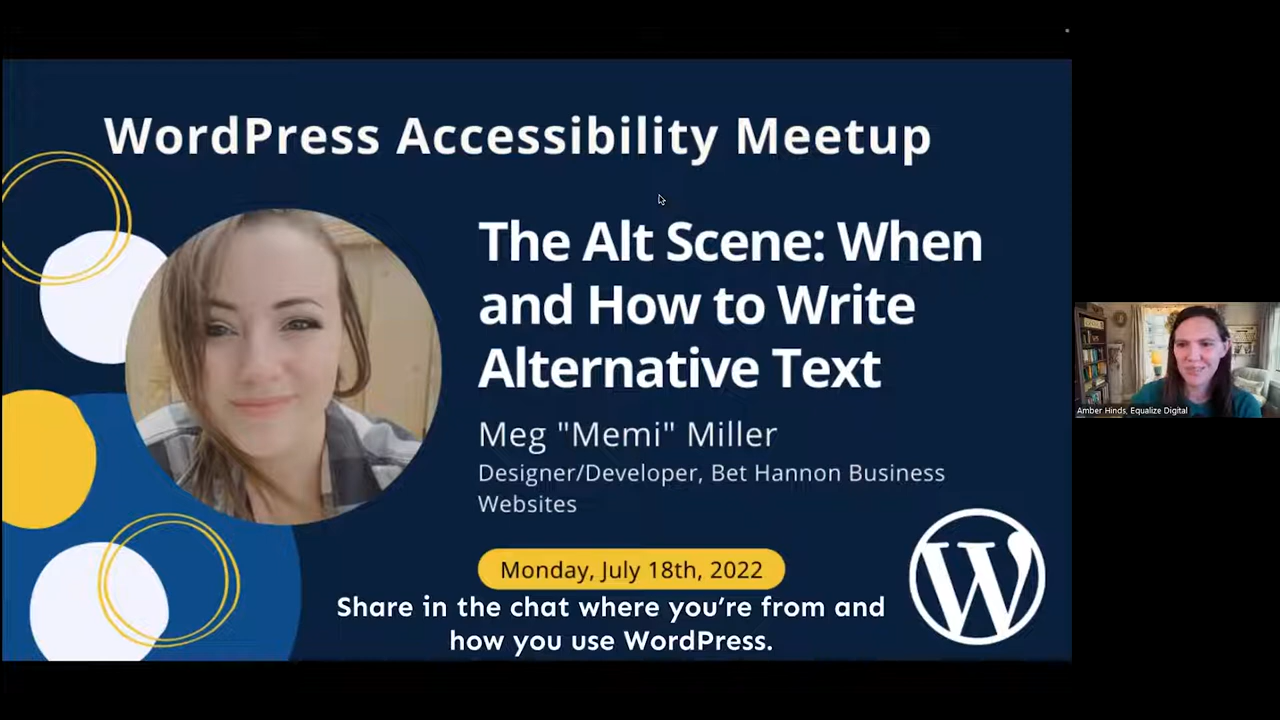 WordPress Accessibility Meetup
The Alt Scene: When
and How to Write
Alternative Text
Meg "Memi" Miller
Designer/Developer, Bet Hannon Business
Websites
Monday, July 18th, 2022
Share in the chat where you’re from and
how you use WordPress.
Amber Hinds, Equalize Digital